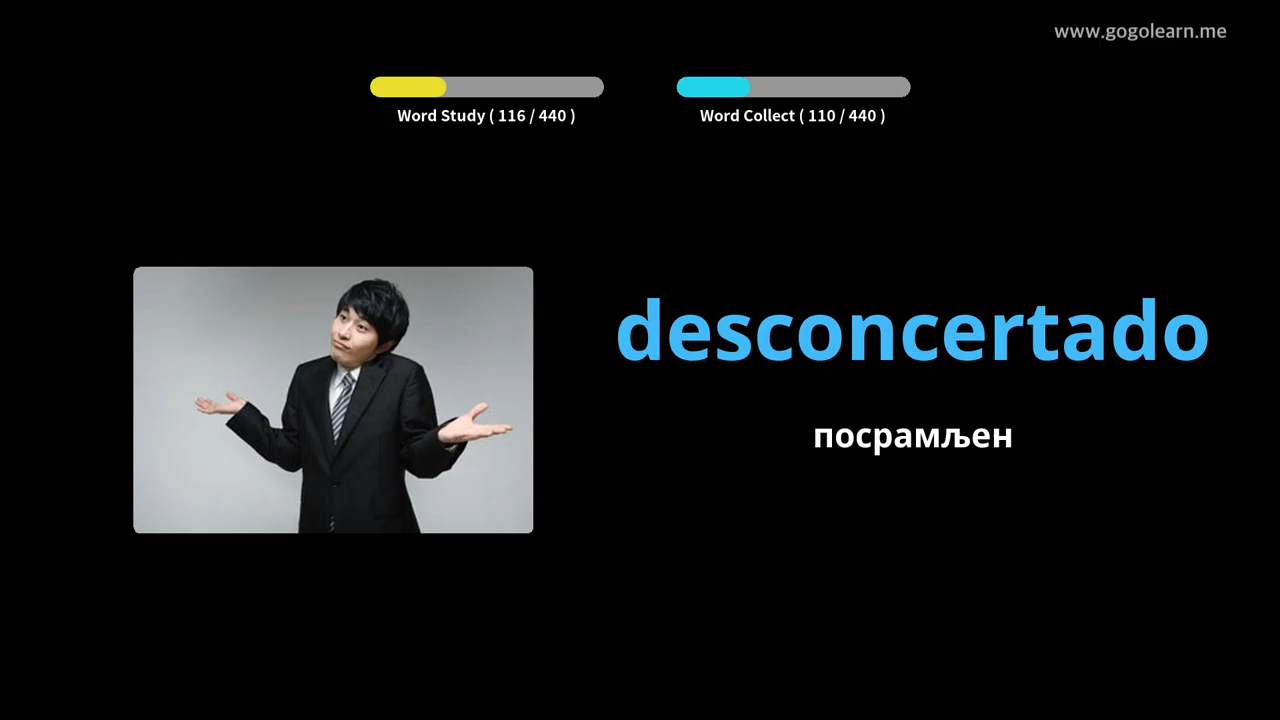 www.gogolearn.me
Word Study ( 116 / 440 )
Word Collect ( 110 / 440 )
desconcertado
посрамљен